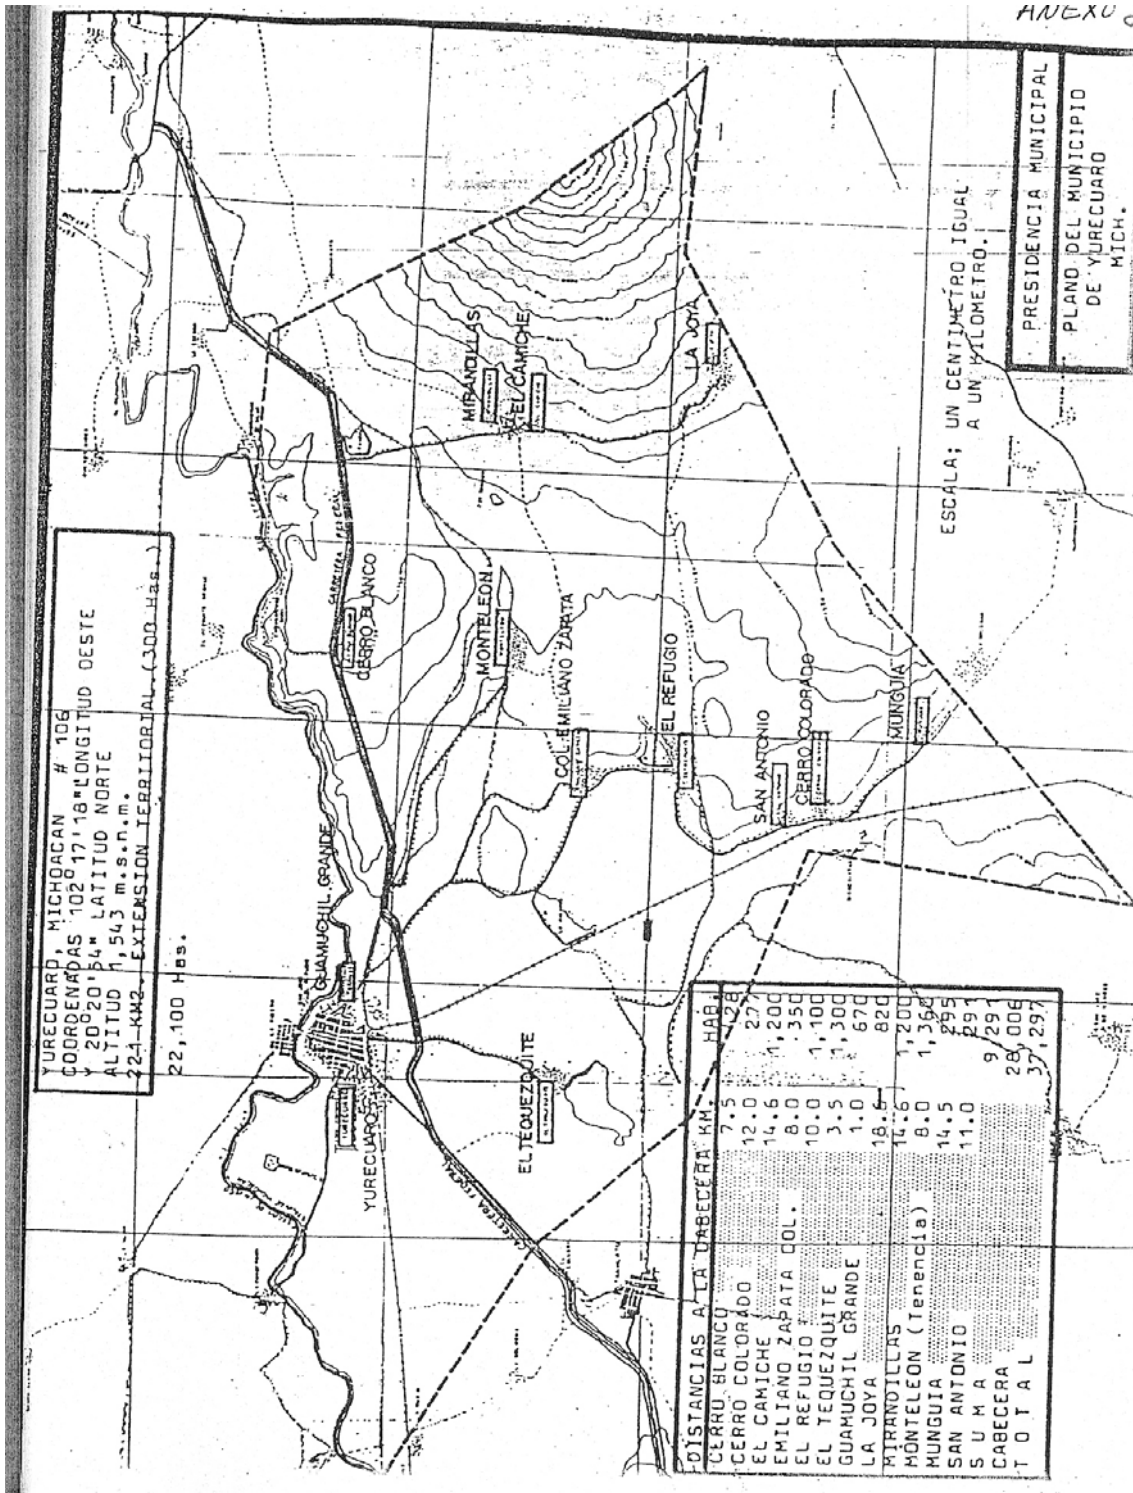 ANEXO
YURECUARO, MICHOACAN # 106
COORDENADAS 102° 17'18" LONGITUD OESTE
Y 20°20'54" LATITUD NORTE
ALTITUD 1,543 m.s.n.m.
221 KM2. EXTENSION TERRITORIAL (300 Has.)
22,100 Has.
PRESIDENCIA MUNICIPAL
PLANO DEL MUNICIPIO
DE YURECUARO
MICH.
ESCALA; UN CENTIMETRO IGUAL
A UN KILOMETRO.
MIRANDILLAS
EL CAMICHE
LA JOYA
CERRO BLANCO
MONTELEON
COL. EMILIANO ZAPATA
EL REFUGIO
SAN ANTONIO
CERRO COLORADO
MUNGUIA
GUAMUCHIL GRANDE
YURECUARO
EL TEQUEZQUITE
CARRETERA FEDERAL
DISTANCIAS A LA CABECERA KM. HAB.
CERRO BLANCO 7.5
CERRO COLORADO 12.0 277
EL CAMICHE 14.6 1,200
EMILIANO ZAPATA COL. 8.0 350
EL REFUGIO 10.0 1,100
EL TEQUEZQUITE 3.5 1,300
GUAMUCHIL GRANDE 1.0 670
LA JOYA 18.6 820
MIRANDILLAS 14.6 1,200
MONTELEON (Tenencia) 8.0
MUNGUIA 14.5 295
SAN ANTONIO 11.0 291
S U M A 9,291
CABECERA 28,006
T O T A L 37,297